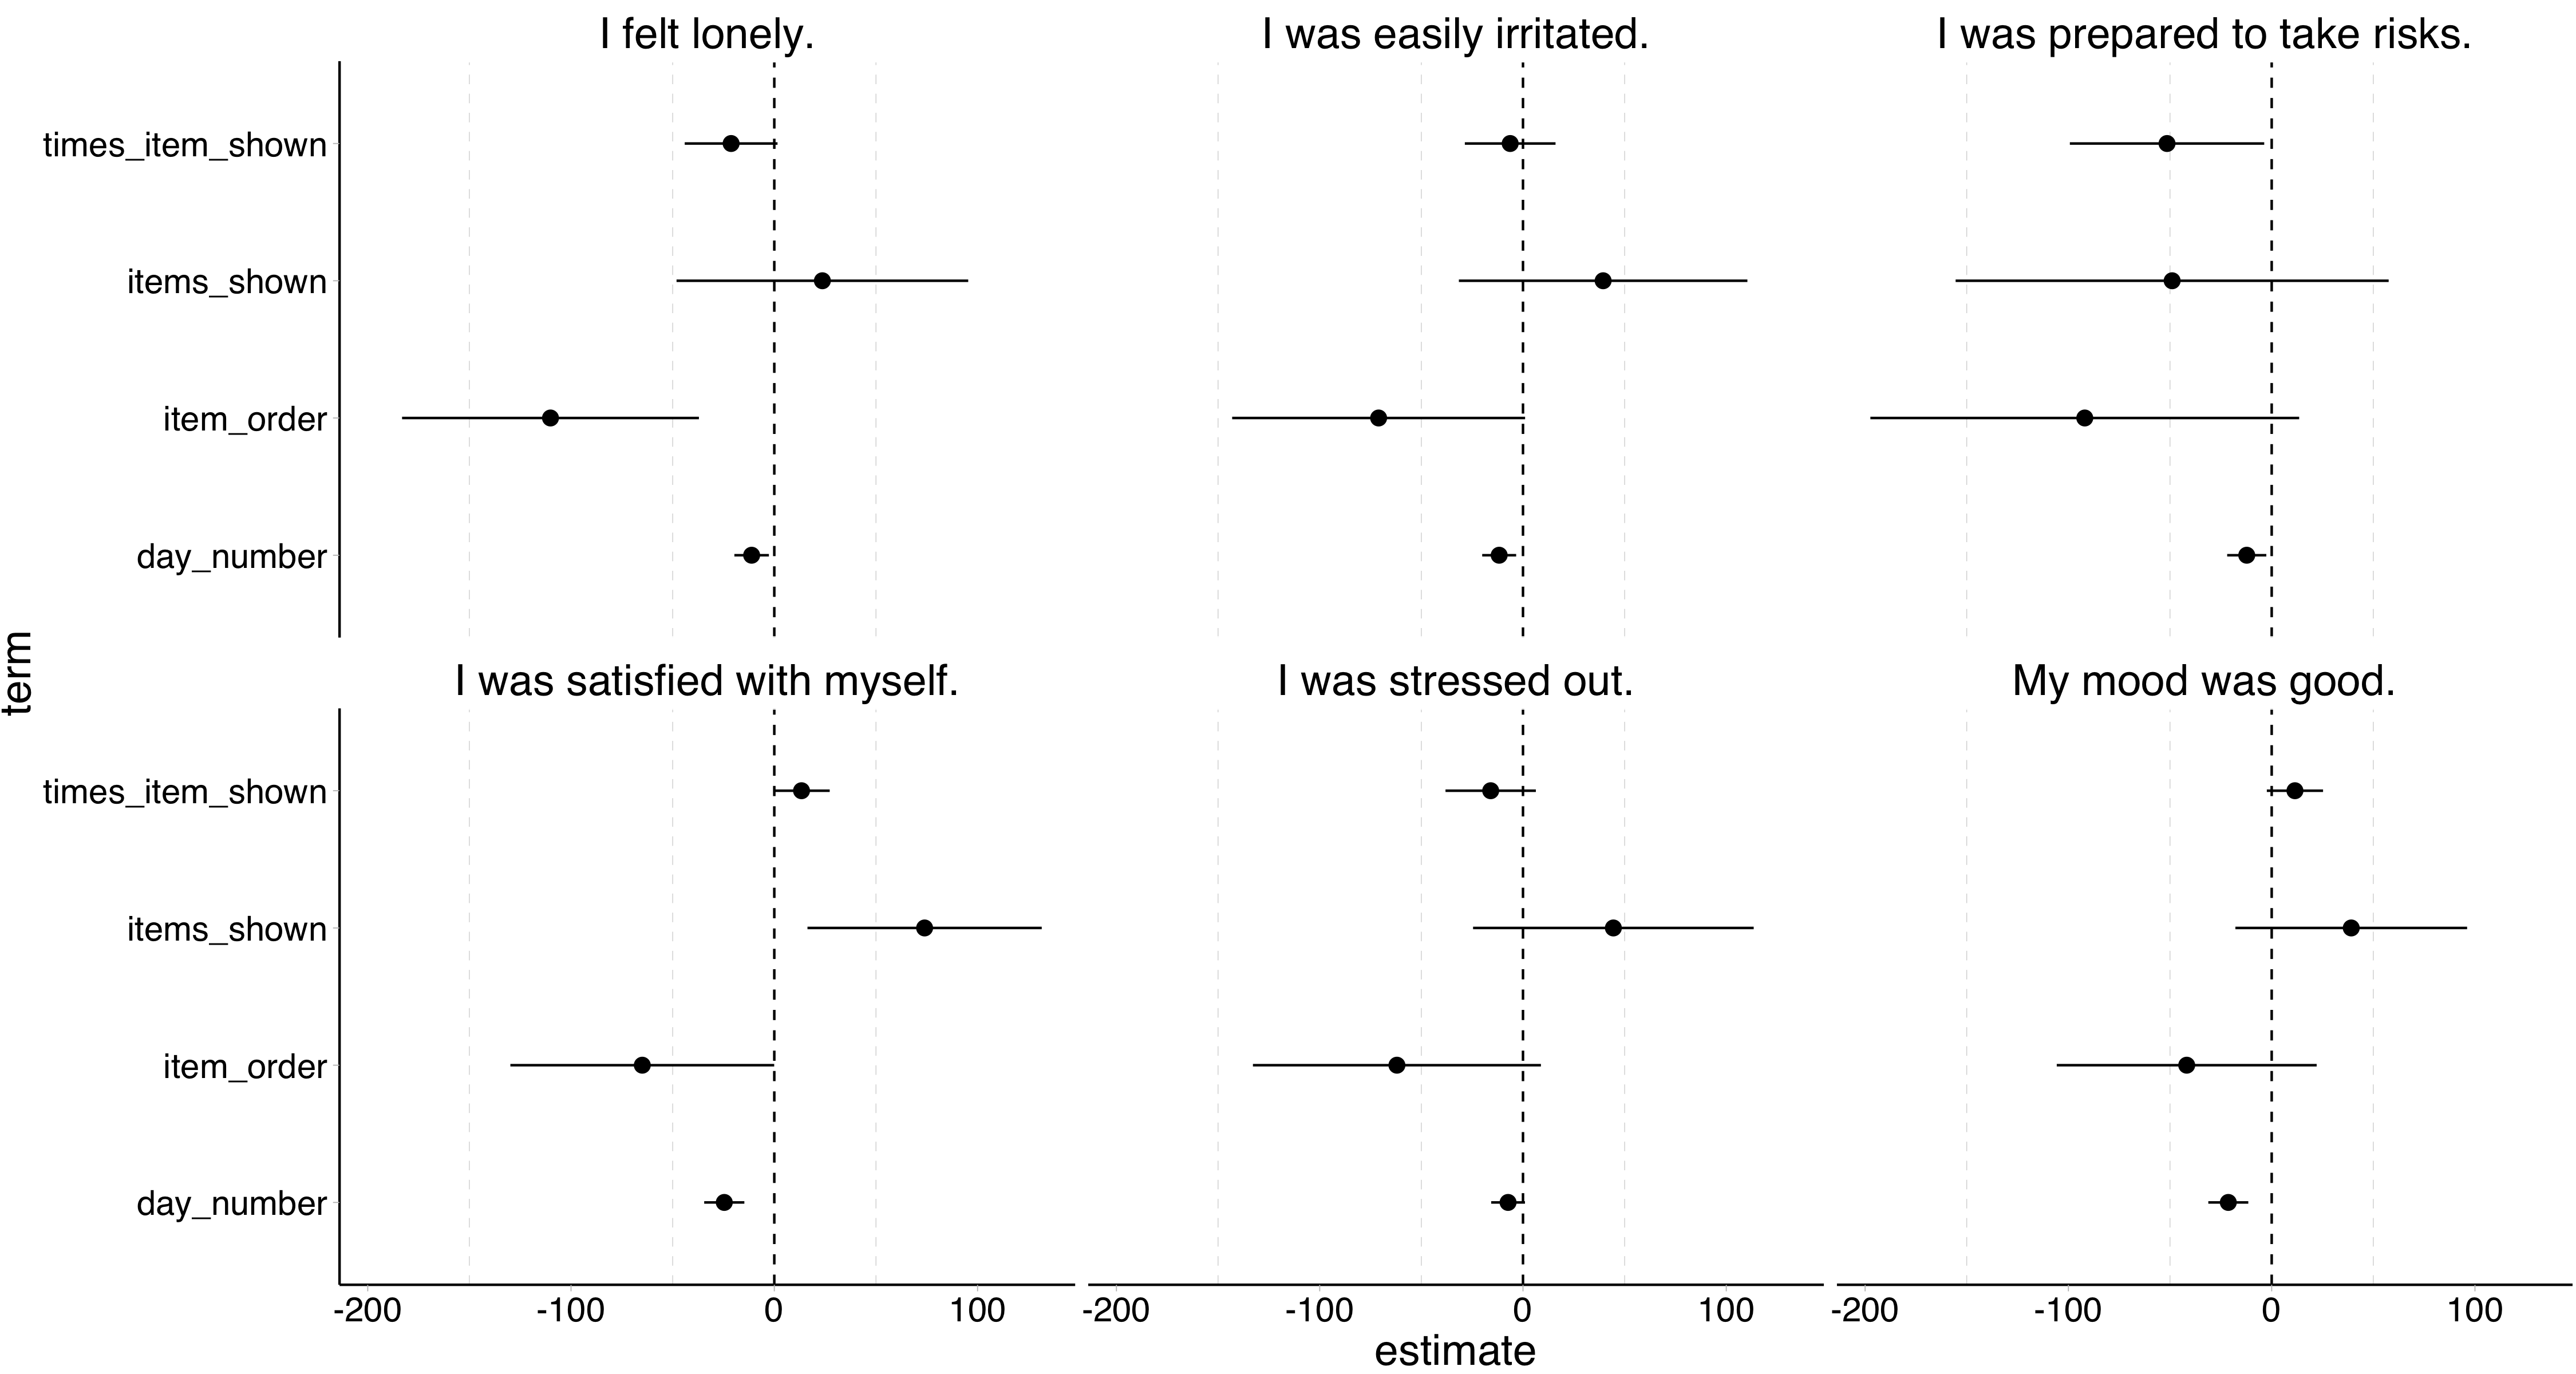 I felt lonely.
I was easily irritated.
I was prepared to take risks.
times_item_shown
items_shown
item_order
day_number
term
I was satisfied with myself.
I was stressed out.
My mood was good.
times_item_shown
items_shown
item_order
day_number
-200 -100 0 100 -200 -100 0 100 -200 -100 0 100
estimate